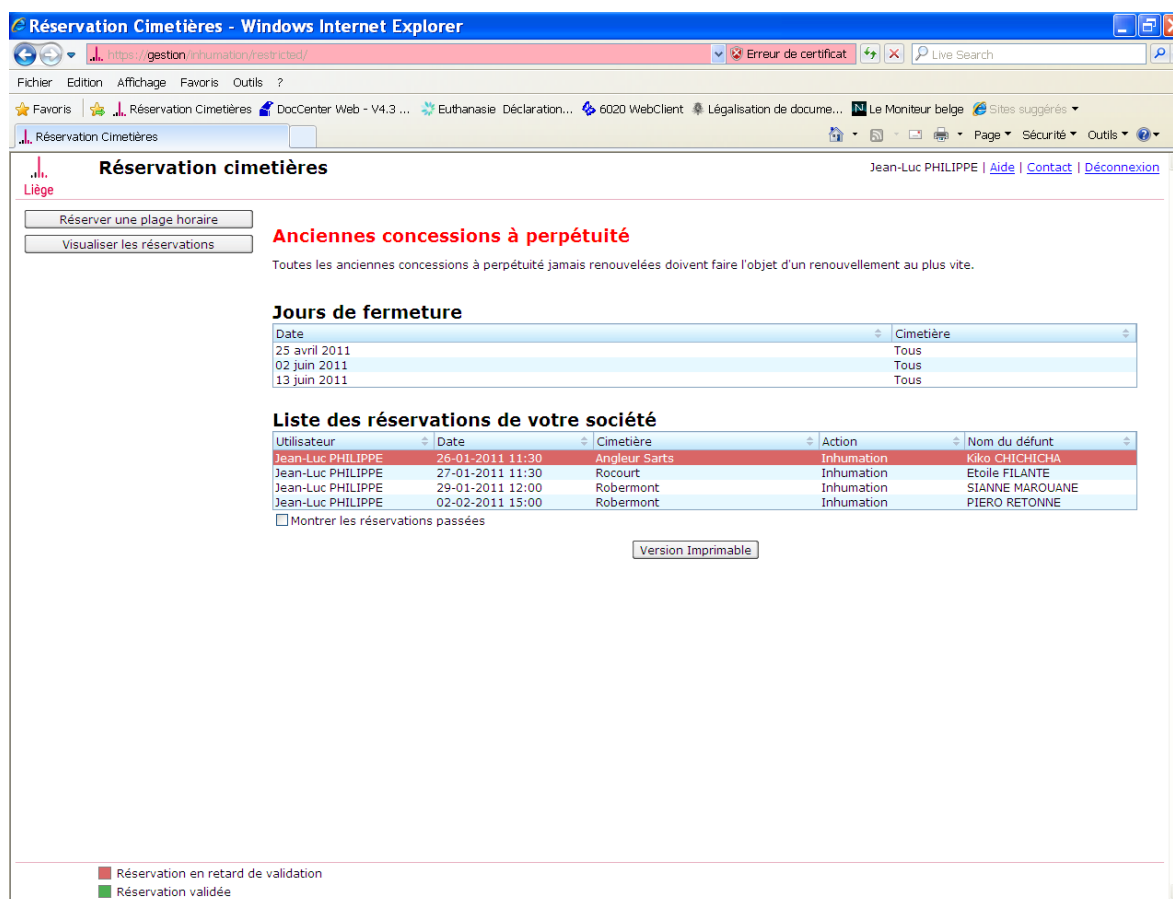 Réservation Cimetières - Windows Internet Explorer
https://gestion/inhumation/restricted/ Erreur de certificat Live Search
Fichier Edition Affichage Favoris Outils ?
Favoris Réservation Cimetières DocCenter Web - V4.3 ... Euthanasie Déclaration... 6020 WebClient Légalisation de docume... N Le Moniteur belge Sites suggérés
Réservation Cimetières Page Sécurité Outils
Liège Réservation cimetières Jean-Luc PHILIPPE | Aide | Contact | Déconnexion
Réserver une plage horaire
Visualiser les réservations
Anciennes concessions à perpétuité
Toutes les anciennes concessions à perpétuité jamais renouvelées doivent faire l'objet d'un renouvellement au plus vite.
Jours de fermeture
Date Cimetière
25 avril 2011 Tous
02 juin 2011 Tous
13 juin 2011 Tous
Liste des réservations de votre société
Utilisateur Date Cimetière Action Nom du défunt
Jean-Luc PHILIPPE 26-01-2011 11:30 Angleur Sarts Inhumation Kiko CHICHICHA
Jean-Luc PHILIPPE 27-01-2011 11:30 Rocourt Inhumation Etoile FILANTE
Jean-Luc PHILIPPE 29-01-2011 12:00 Robermont Inhumation SIANNE MAROUANE
Jean-Luc PHILIPPE 02-02-2011 15:00 Robermont Inhumation PIERO RETONNE
Montrer les réservations passées
Version Imprimable
Réservation en retard de validation
Réservation validée